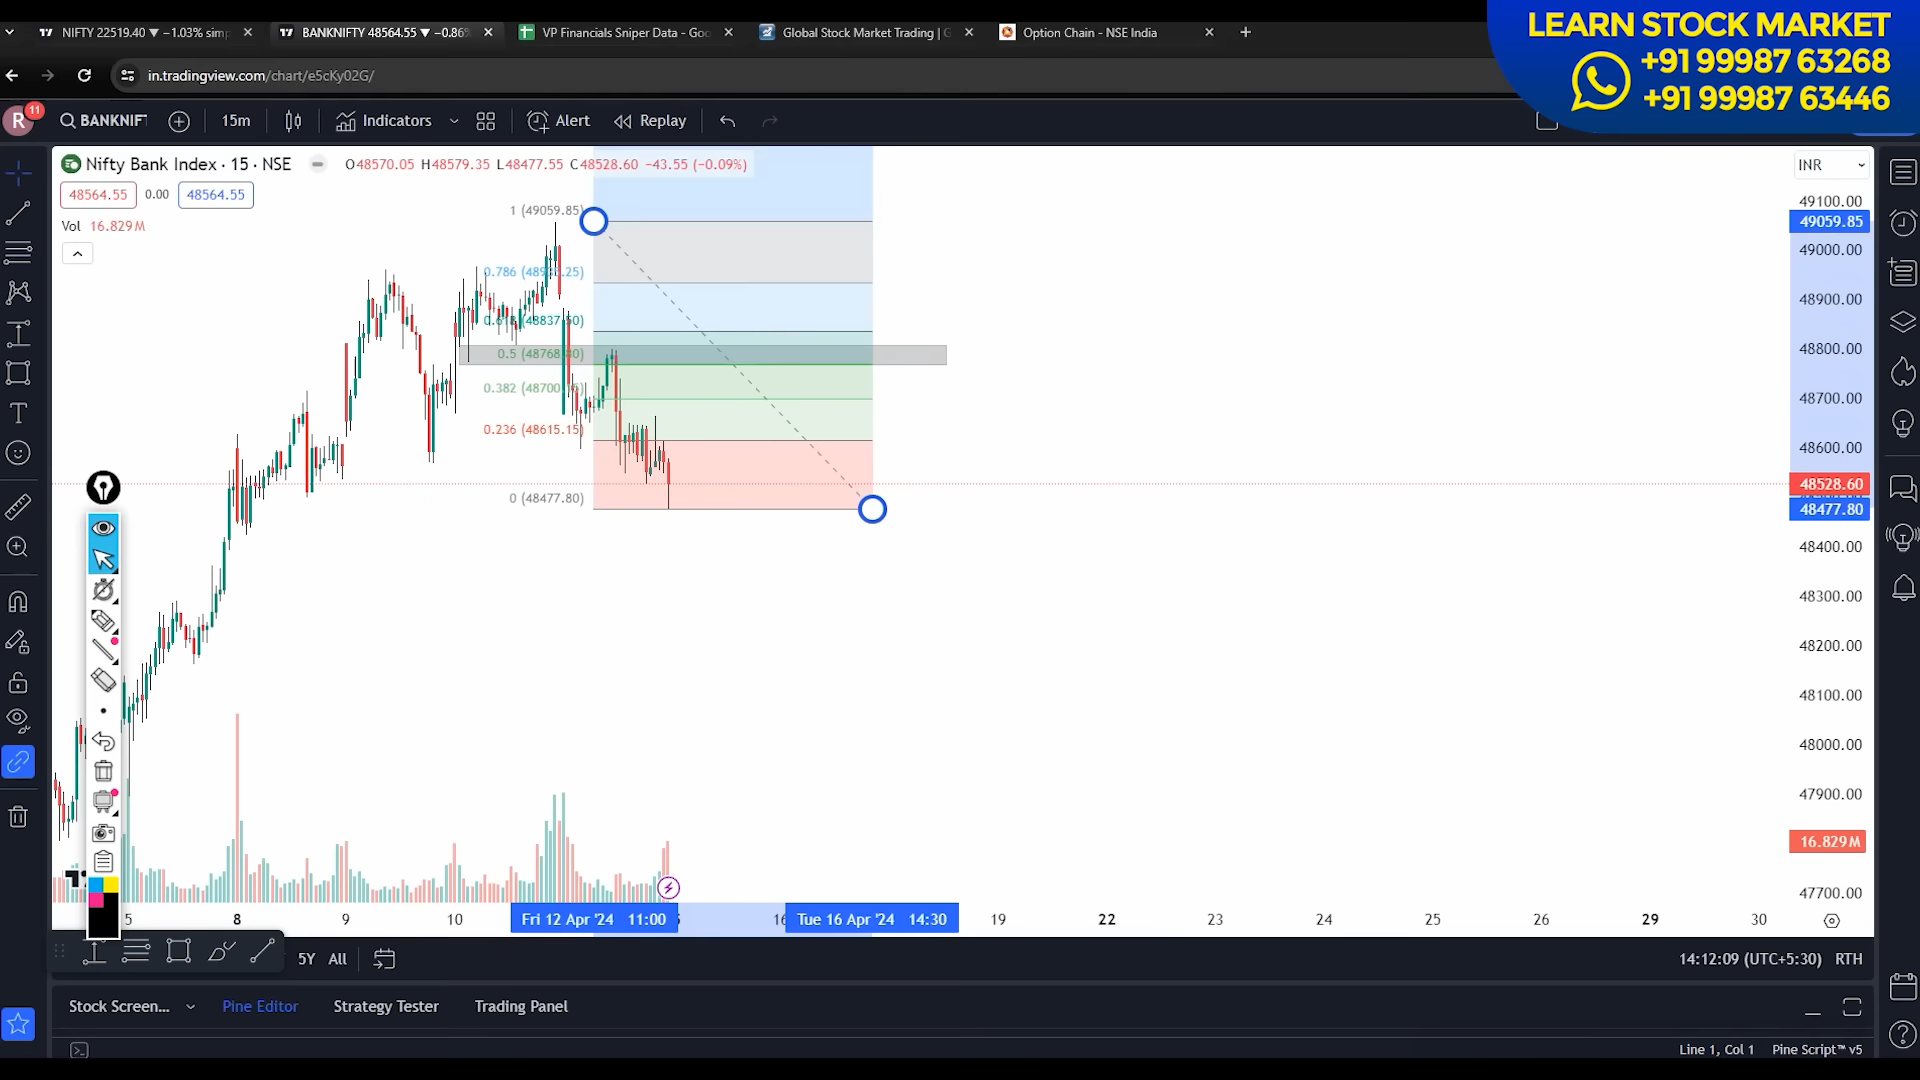 NIFTY 22519.40 ▼ −1.03% sim
BANKNIFTY 48564.55 ▼ −0.86%
VP Financials Sniper Data - Goo
Global Stock Market Trading | G
Option Chain - NSE India
LEARN STOCK MARKET
+91 99987 63268
+91 99987 63446
in.tradingview.com/chart/e5cKy02G/
R
11
BANKNIFT
15m
Indicators
Alert
Replay
Nifty Bank Index · 15 · NSE
O48570.05 H48579.35 L48477.55 C48528.60 −43.55 (−0.09%)
INR
48564.55
0.00
48564.55
Vol 16.829M
1 (49059.85)
0.5 (48768.80)
0.236 (48615.15)
0 (48477.80)
49100.00
49059.85
49000.00
48900.00
48800.00
48700.00
48600.00
48528.60
48477.80
48400.00
48300.00
48200.00
48100.00
48000.00
47900.00
16.829M
47700.00
5
8
9
10
Fri 12 Apr '24 11:00
Tue 16 Apr '24 14:30
19
22
23
24
25
26
29
30
5Y
All
14:12:09 (UTC+5:30)
RTH
Stock Screen...
Pine Editor
Strategy Tester
Trading Panel
Line 1, Col 1
Pine Script™ v5